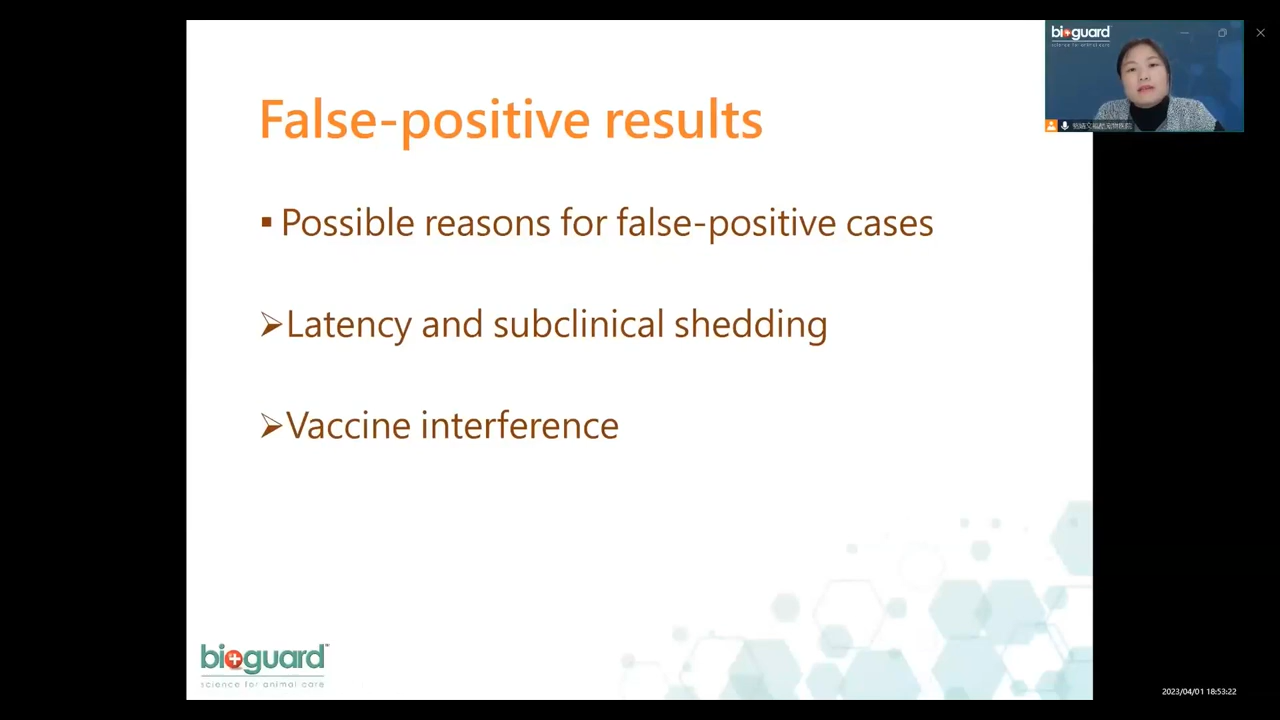 False-positive results
▪ Possible reasons for false-positive cases
➢Latency and subclinical shedding
➢Vaccine interference
bioguard™
science for animal care
bioguard
science for animal care
2023/04/01 18:53:22